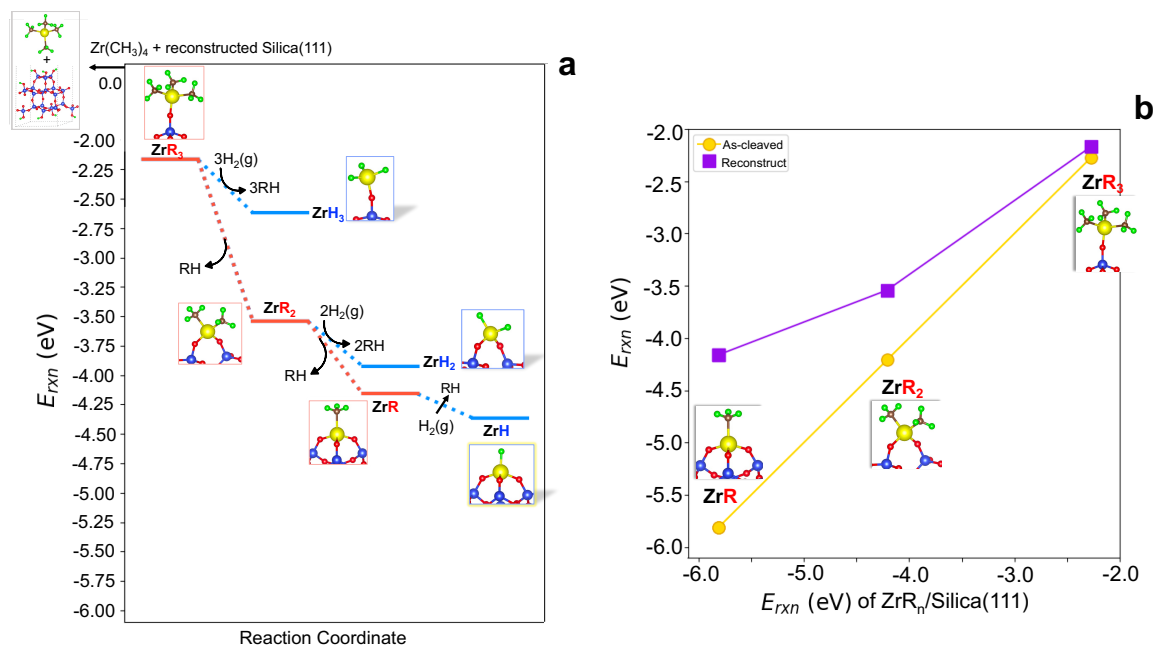 Zr(CH₃)₄ + reconstructed Silica(111)
+
a
0.0
-2.00
-2.25
-2.50
-2.75
-3.00
-3.25
-3.50
-3.75
-4.00
-4.25
-4.50
-4.75
-5.00
-5.25
-5.50
-5.75
-6.00
E_rxn (eV)
ZrR₃
3H₂(g)
3RH
ZrH₃
RH
ZrR₂
2H₂(g)
2RH
ZrH₂
RH
ZrR
RH
H₂(g)
ZrH
Reaction Coordinate
b
As-cleaved
Reconstruct
-2.0
-2.5
-3.0
-3.5
-4.0
-4.5
-5.0
-5.5
-6.0
E_rxn (eV)
ZrR₃
ZrR₂
ZrR
-6.0 -5.0 -4.0 -3.0 -2.0
E_rxn (eV) of ZrRₙ/Silica(111)